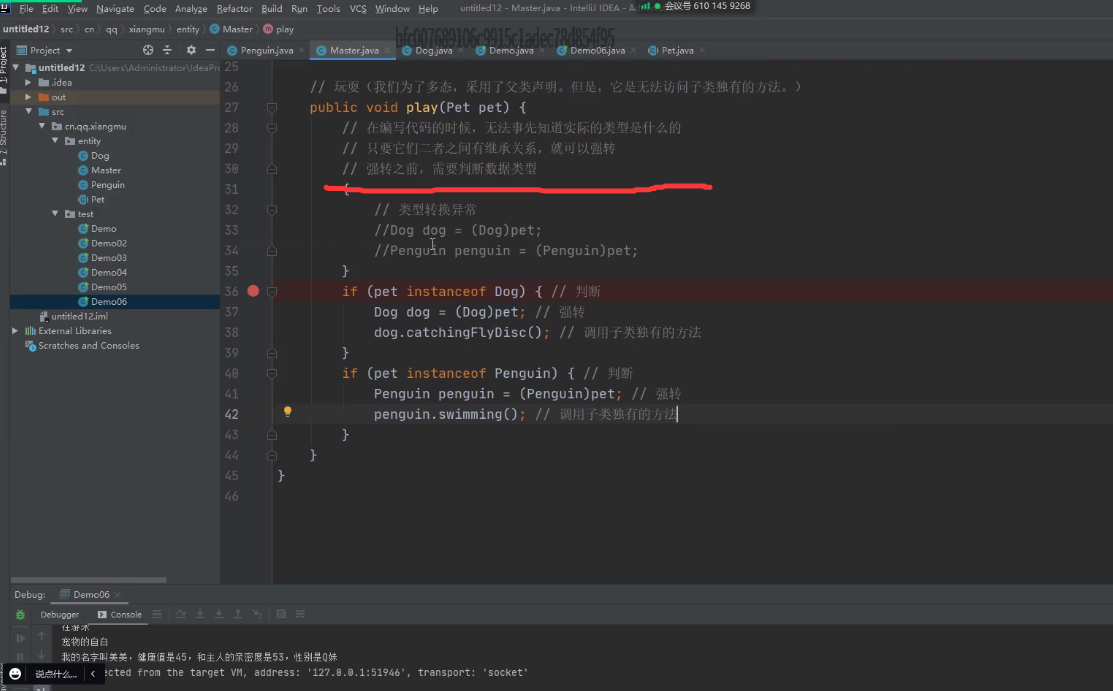 File Edit View Navigate Code Analyze Refactor Build Run Tools VCS Window Help
untitled12 - Master.java - IntelliJ IDEA - A
会议号 610 145 9268
untitled12 src cn qq xiangmu entity Master play
Project
Penguin.java Master.java Dog.java Demo.java Demo06.java Pet.java
untitled12 C:\Users\Administrator\IdeaPr
.idea
out
src
cn.qq.xiangmu
entity
Dog
Master
Penguin
Pet
test
Demo
Demo02
Demo03
Demo04
Demo05
Demo06
untitled12.iml
External Libraries
Scratches and Consoles
1: Project
Z: Structure
25
26 // 玩耍（我们为了多态，采用了父类声明。但是，它是无法访问子类独有的方法。）
27 public void play(Pet pet) {
28 // 在编写代码的时候，无法事先知道实际的类型是什么的
29 // 只要它们二者之间有继承关系，就可以强转
30 // 强转之前，需要判断数据类型
31 {
32 // 类型转换异常
33 //Dog dog = (Dog)pet;
34 //Penguin penguin = (Penguin)pet;
35 }
36 if (pet instanceof Dog) { // 判断
37 Dog dog = (Dog)pet; // 强转
38 dog.catchingFlyDisc(); // 调用子类独有的方法
39 }
40 if (pet instanceof Penguin) { // 判断
41 Penguin penguin = (Penguin)pet; // 强转
42 penguin.swimming(); // 调用子类独有的方法
43 }
44 }
45 }
46
Debug: Demo06
Debugger Console
宠物的自白
我的名字叫美美，健康值是45，和主人的亲密度是53，性别是Q妹
ected from the target VM, address: '127.0.0.1:51946', transport: 'socket'
说点什么...